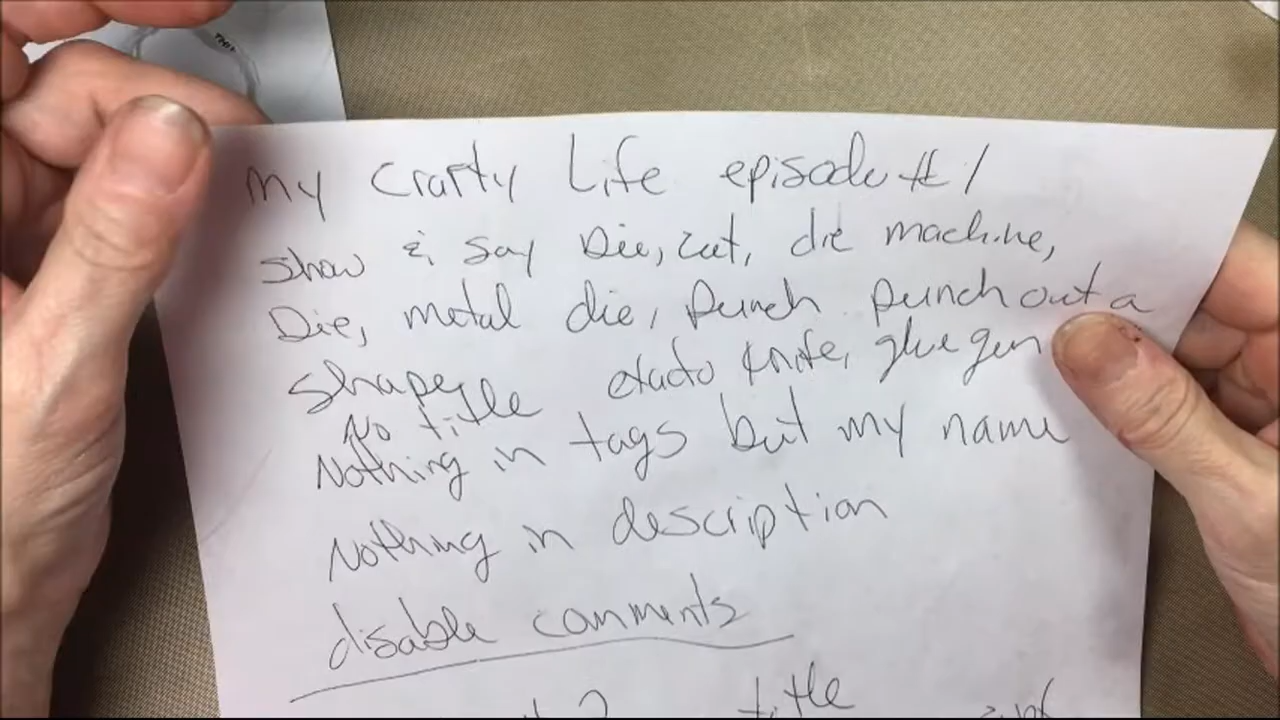 THI
my Crafty Life episode # 1
show & say Die, cut, die machine,
Die, metal die, punch punch out a
shape exacto knife, glue gun
No title
Nothing in tags but my name
Nothing in description
disable comments
title